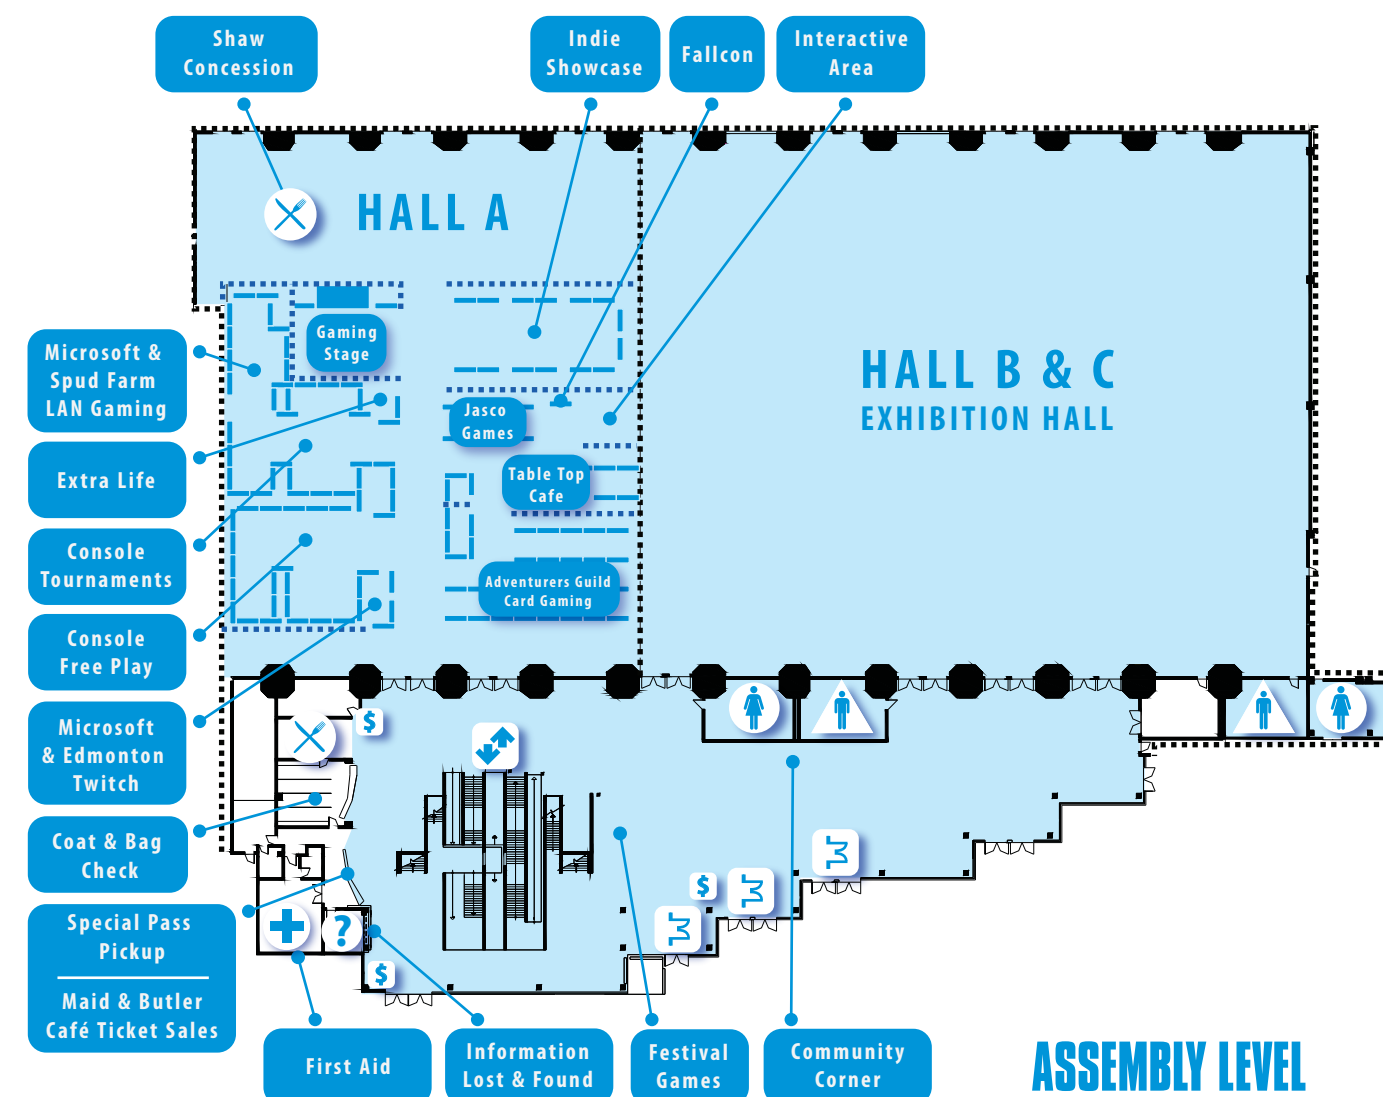 Shaw
Concession
Indie
Showcase
Fallcon
Interactive
Area
HALL A
Gaming
Stage
Microsoft &
Spud Farm
LAN Gaming
HALL B & C
EXHIBITION HALL
Jasco
Games
Extra Life
Table Top
Cafe
Console
Tournaments
Adventurers Guild
Card Gaming
Console
Free Play
Microsoft
& Edmonton
Twitch
$
Coat & Bag
Check
$
Special Pass
Pickup
Maid & Butler
Café Ticket Sales
?
$
First Aid
Information
Lost & Found
Festival
Games
Community
Corner
ASSEMBLY LEVEL